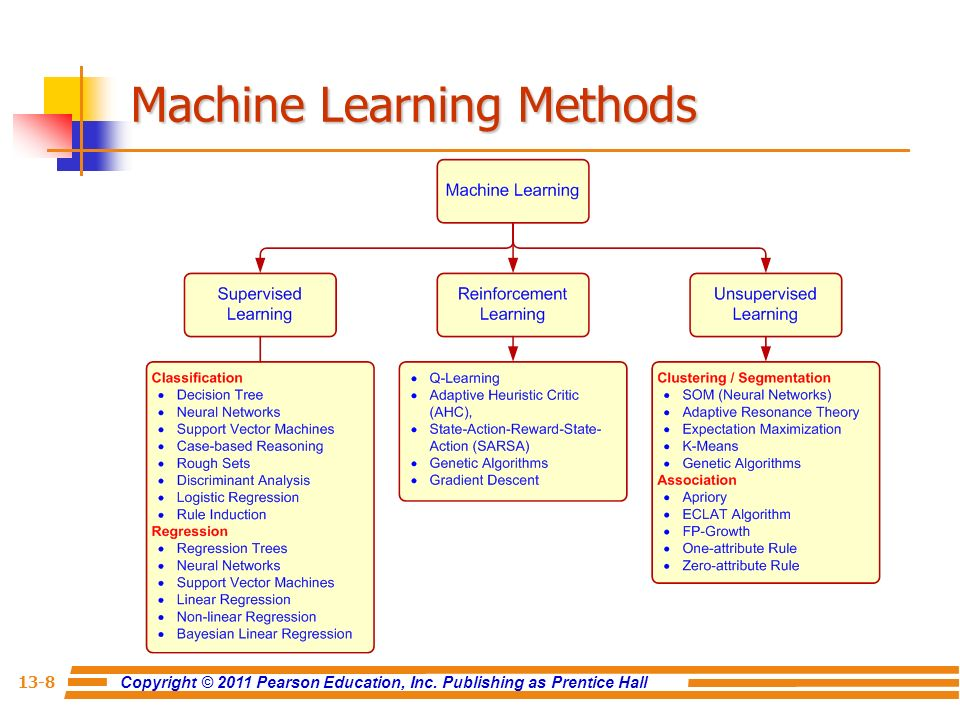 Machine Learning Methods
Machine Learning
Supervised
Learning
Reinforcement
Learning
Unsupervised
Learning
Classification
• Decision Tree
• Neural Networks
• Support Vector Machines
• Case-based Reasoning
• Rough Sets
• Discriminant Analysis
• Logistic Regression
• Rule Induction
Regression
• Regression Trees
• Neural Networks
• Support Vector Machines
• Linear Regression
• Non-linear Regression
• Bayesian Linear Regression
• Q-Learning
• Adaptive Heuristic Critic
(AHC),
• State-Action-Reward-State-
Action (SARSA)
• Genetic Algorithms
• Gradient Descent
Clustering / Segmentation
• SOM (Neural Networks)
• Adaptive Resonance Theory
• Expectation Maximization
• K-Means
• Genetic Algorithms
Association
• Apriory
• ECLAT Algorithm
• FP-Growth
• One-attribute Rule
• Zero-attribute Rule
13-8
Copyright © 2011 Pearson Education, Inc. Publishing as Prentice Hall